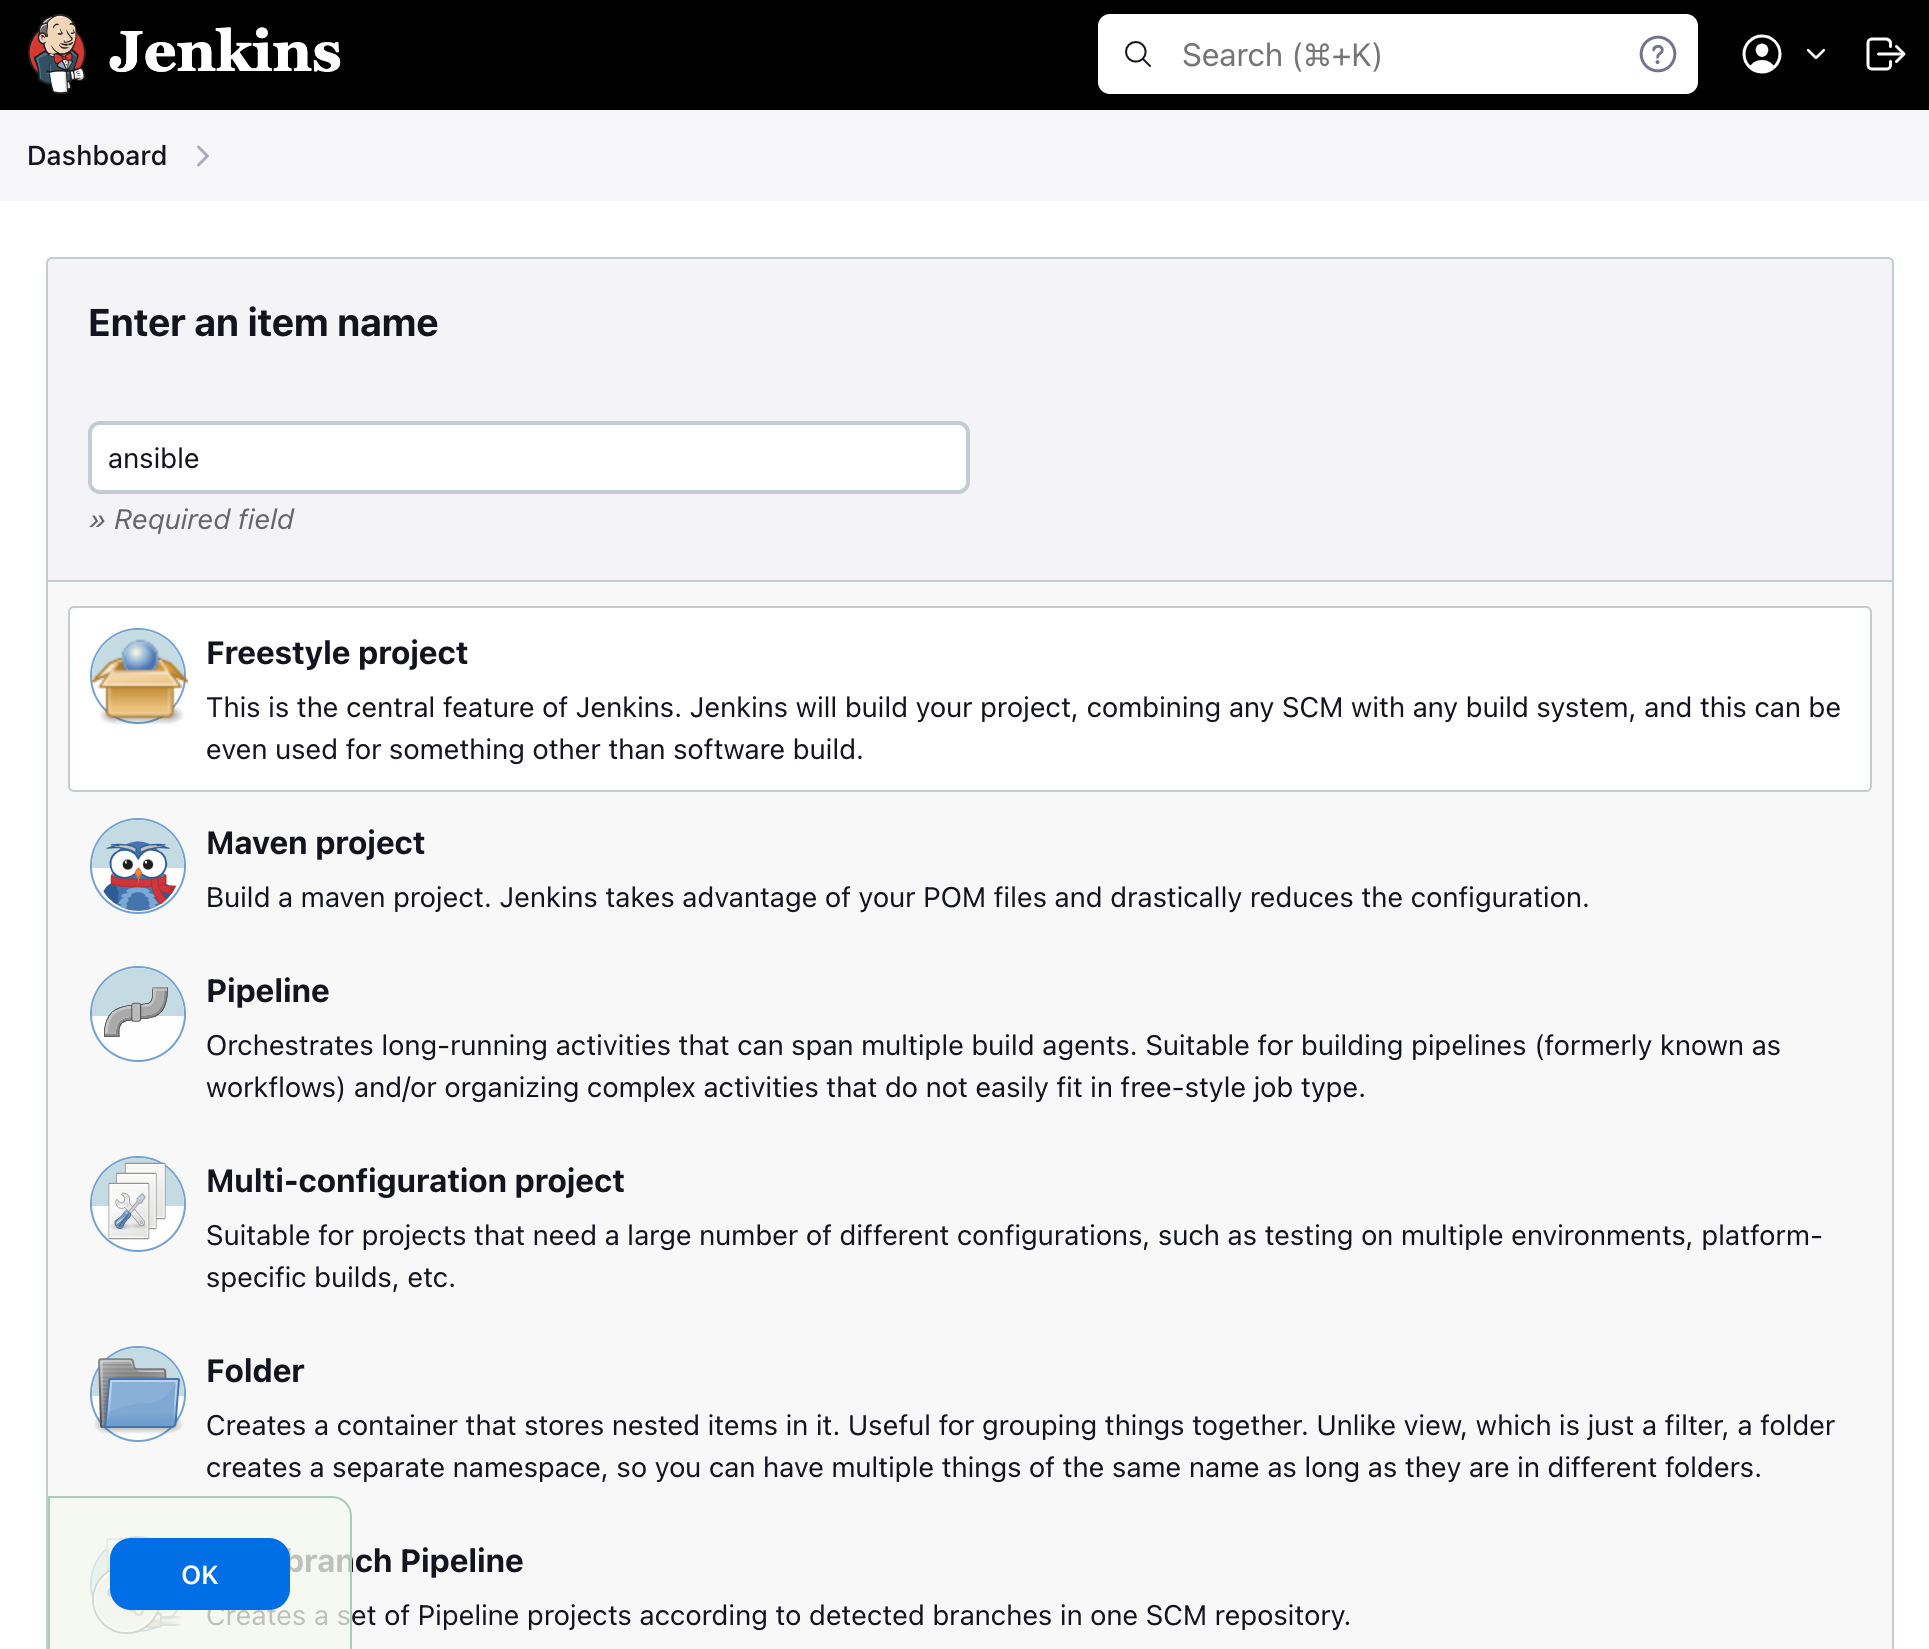 Jenkins
Search (⌘+K)
Dashboard
Enter an item name
ansible
» Required field
Freestyle project
This is the central feature of Jenkins. Jenkins will build your project, combining any SCM with any build system, and this can be
even used for something other than software build.
Maven project
Build a maven project. Jenkins takes advantage of your POM files and drastically reduces the configuration.
Pipeline
Orchestrates long-running activities that can span multiple build agents. Suitable for building pipelines (formerly known as
workflows) and/or organizing complex activities that do not easily fit in free-style job type.
Multi-configuration project
Suitable for projects that need a large number of different configurations, such as testing on multiple environments, platform-
specific builds, etc.
Folder
Creates a container that stores nested items in it. Useful for grouping things together. Unlike view, which is just a filter, a folder
creates a separate namespace, so you can have multiple things of the same name as long as they are in different folders.
branch Pipeline
OK
Creates a set of Pipeline projects according to detected branches in one SCM repository.